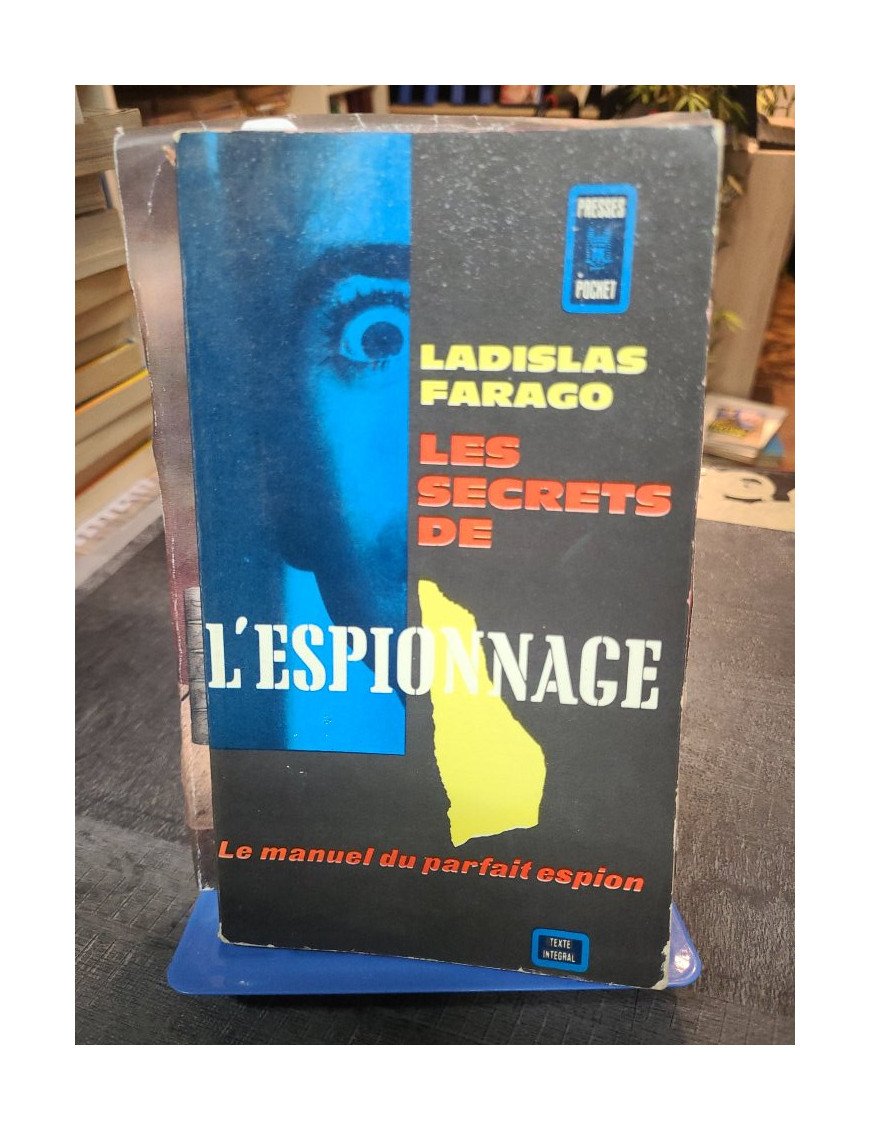 PRESSES
POCKET
LADISLAS
FARAGO
LES
SECRETS
DE
L'ESPIONNAGE
Le manuel du parfait espion
TEXTE
INTEGRAL